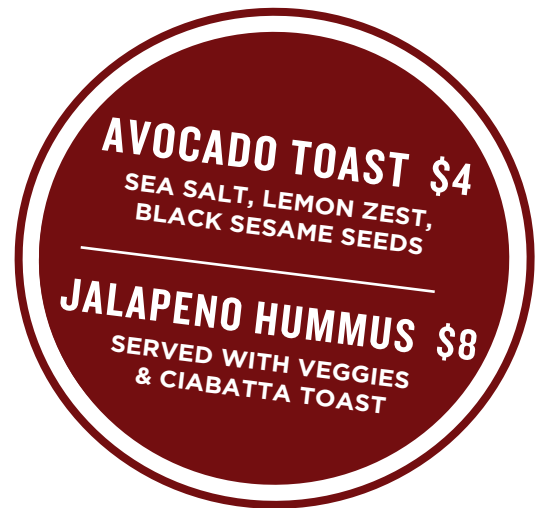 AVOCADO TOAST $4
SEA SALT, LEMON ZEST,
BLACK SESAME SEEDS
JALAPENO HUMMUS $8
SERVED WITH VEGGIES
& CIABATTA TOAST